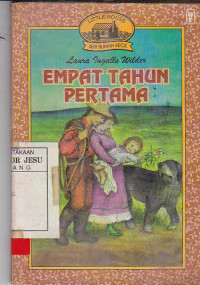 LITTLE HOUSE
SERI RUMAH KECIL
Laura Ingalls Wilder
EMPAT TAHUN
PERTAMA
TAKAAN
OR JESU
ANG